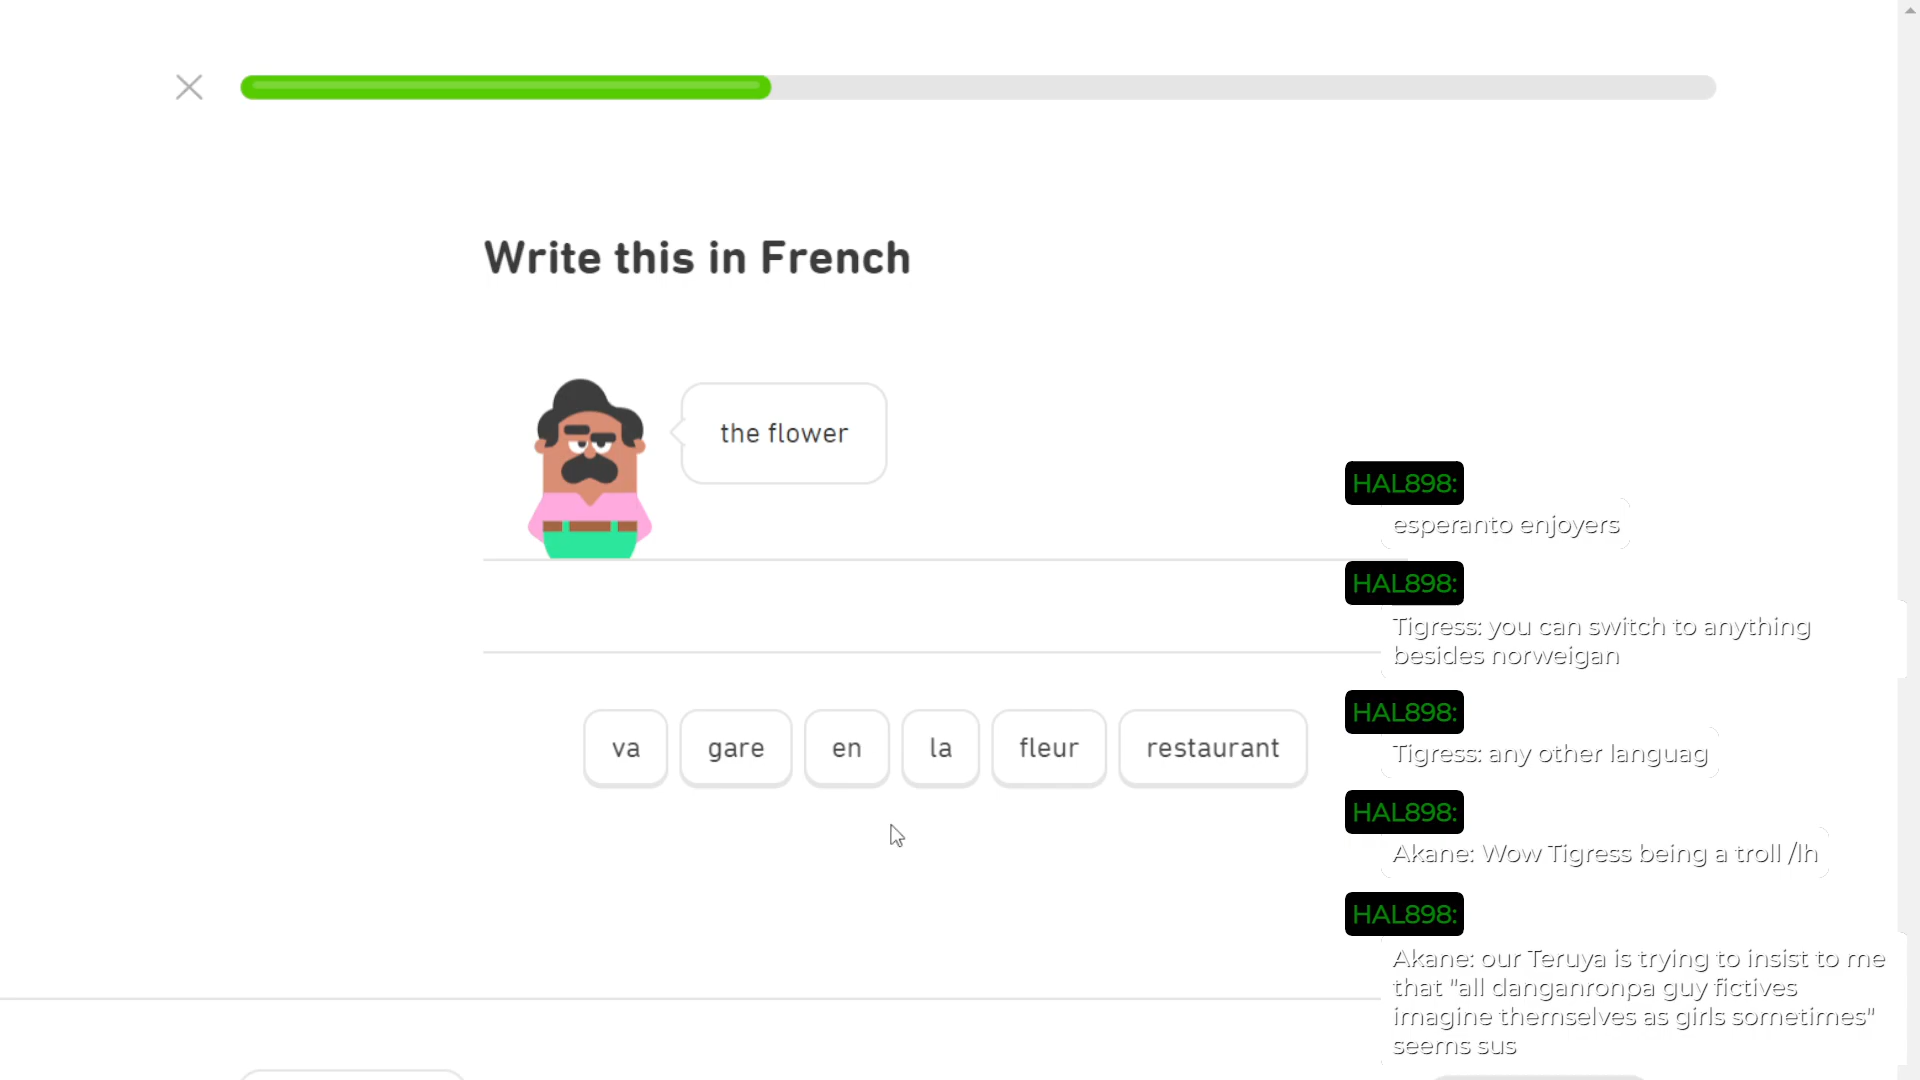 Write this in French
the flower
va
gare
en
la
fleur
restaurant
HAL898:
esperanto enjoyers
HAL898:
Tigress: you can switch to anything
besides norweigan
HAL898:
Tigress: any other languag
HAL898:
Akane: Wow Tigress being a troll /lh
HAL898:
Akane: our Teruya is trying to insist to me
that "all danganronpa guy fictives
imagine themselves as girls sometimes"
seems sus